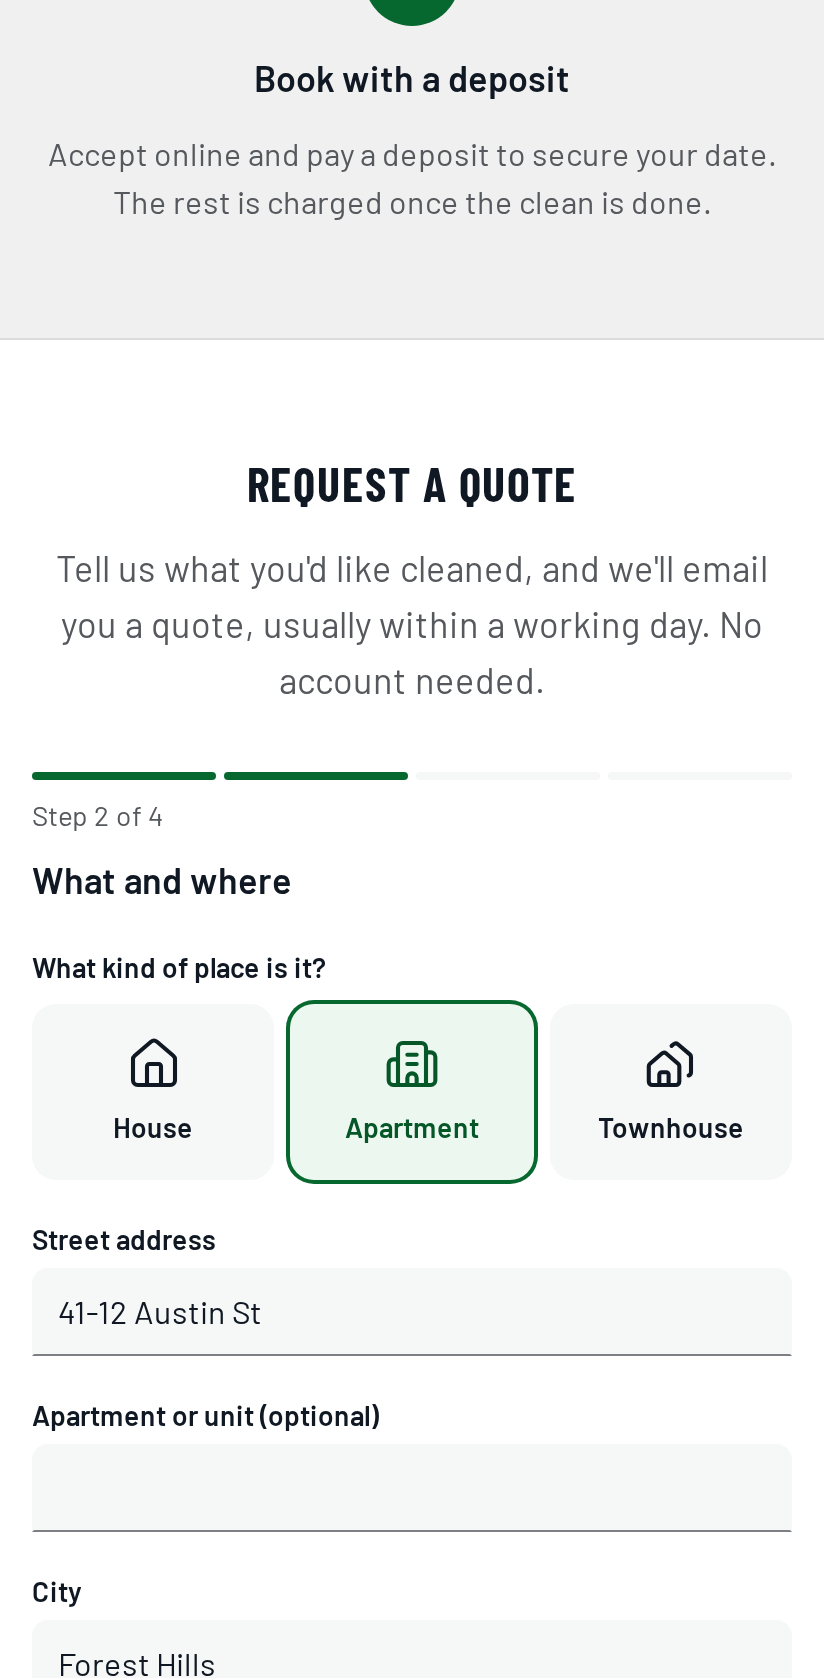 Book with a deposit
Accept online and pay a deposit to secure your date.
The rest is charged once the clean is done.
REQUEST A QUOTE
Tell us what you'd like cleaned, and we'll email
you a quote, usually within a working day. No
account needed.
Step 2 of 4
What and where
What kind of place is it?
House
Apartment
Townhouse
Street address
41-12 Austin St
Apartment or unit (optional)
City
Forest Hills